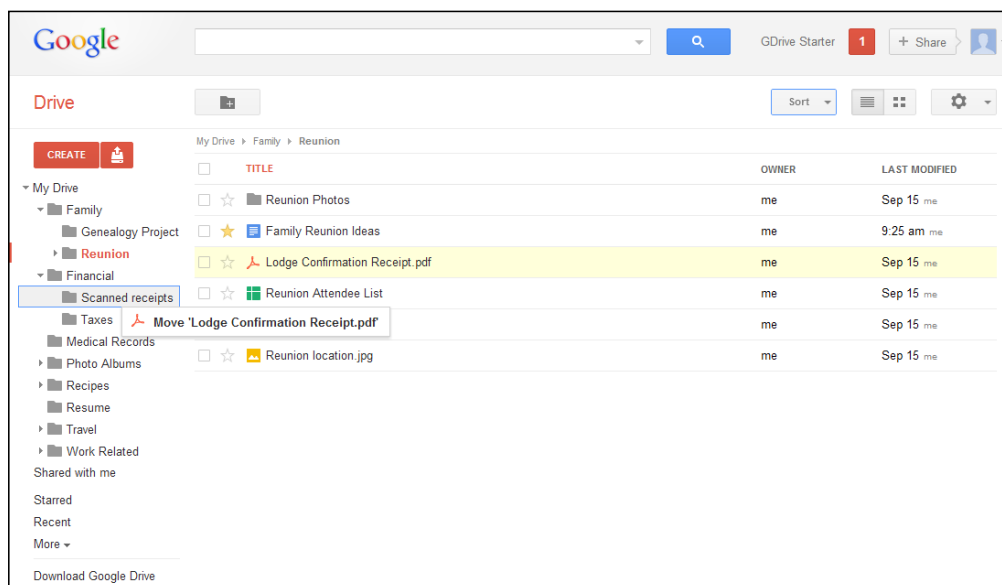 Google
GDrive Starter 1 + Share
Drive
Sort
CREATE
My Drive Family Reunion
TITLE OWNER LAST MODIFIED
My Drive
Family
Genealogy Project
Reunion
Financial
Scanned receipts
Taxes
Medical Records
Photo Albums
Recipes
Resume
Travel
Work Related
Shared with me
Starred
Recent
More
Download Google Drive
Reunion Photos me Sep 15 me
Family Reunion Ideas me 9:25 am me
Lodge Confirmation Receipt.pdf me Sep 15 me
Reunion Attendee List me Sep 15 me
Move 'Lodge Confirmation Receipt.pdf'
me Sep 15 me
Reunion location.jpg me Sep 15 me